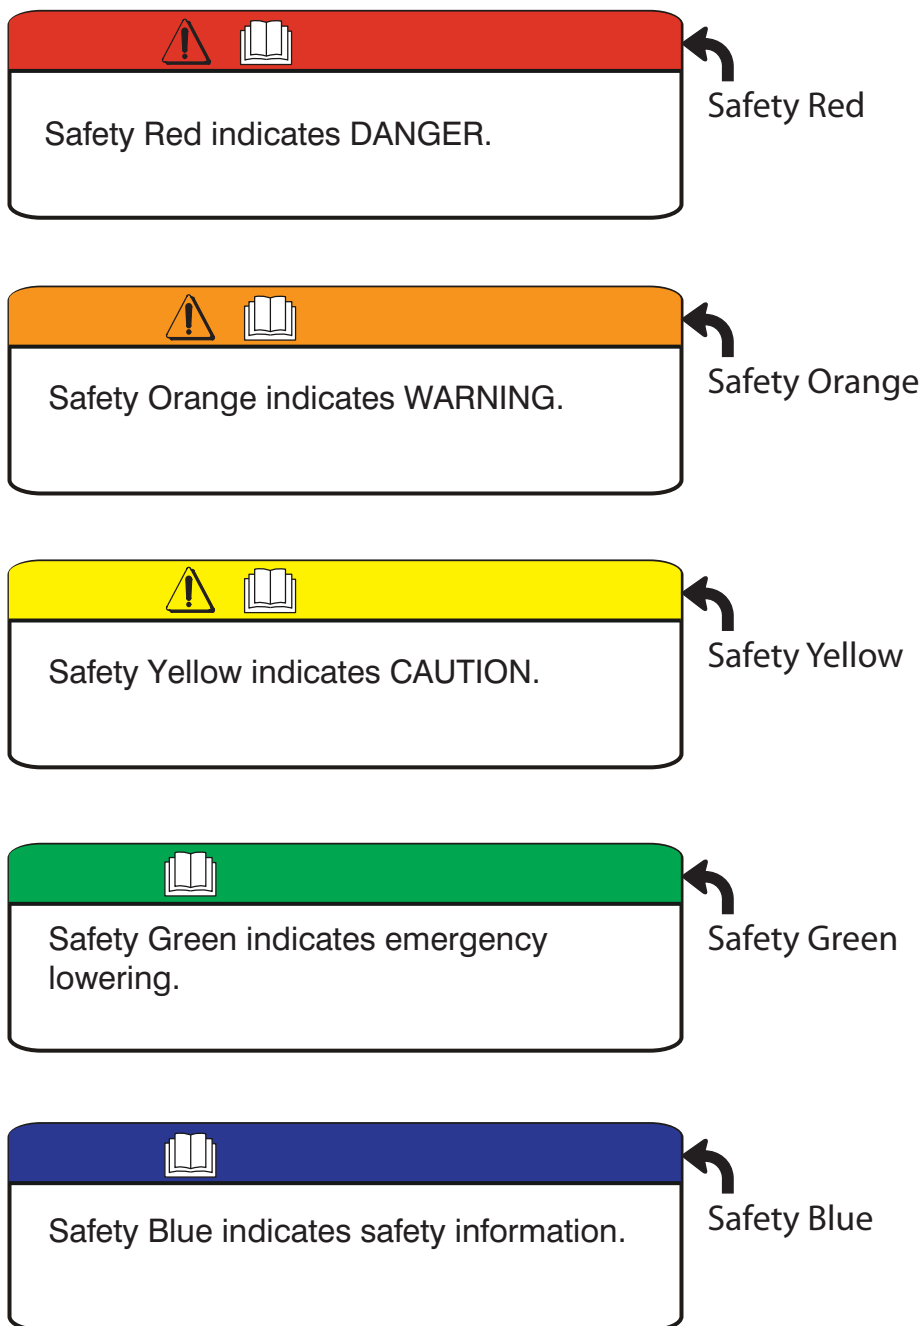 Safety Red
Safety Red indicates DANGER.
Safety Orange
Safety Orange indicates WARNING.
Safety Yellow
Safety Yellow indicates CAUTION.
Safety Green
Safety Green indicates emergency
lowering.
Safety Blue
Safety Blue indicates safety information.